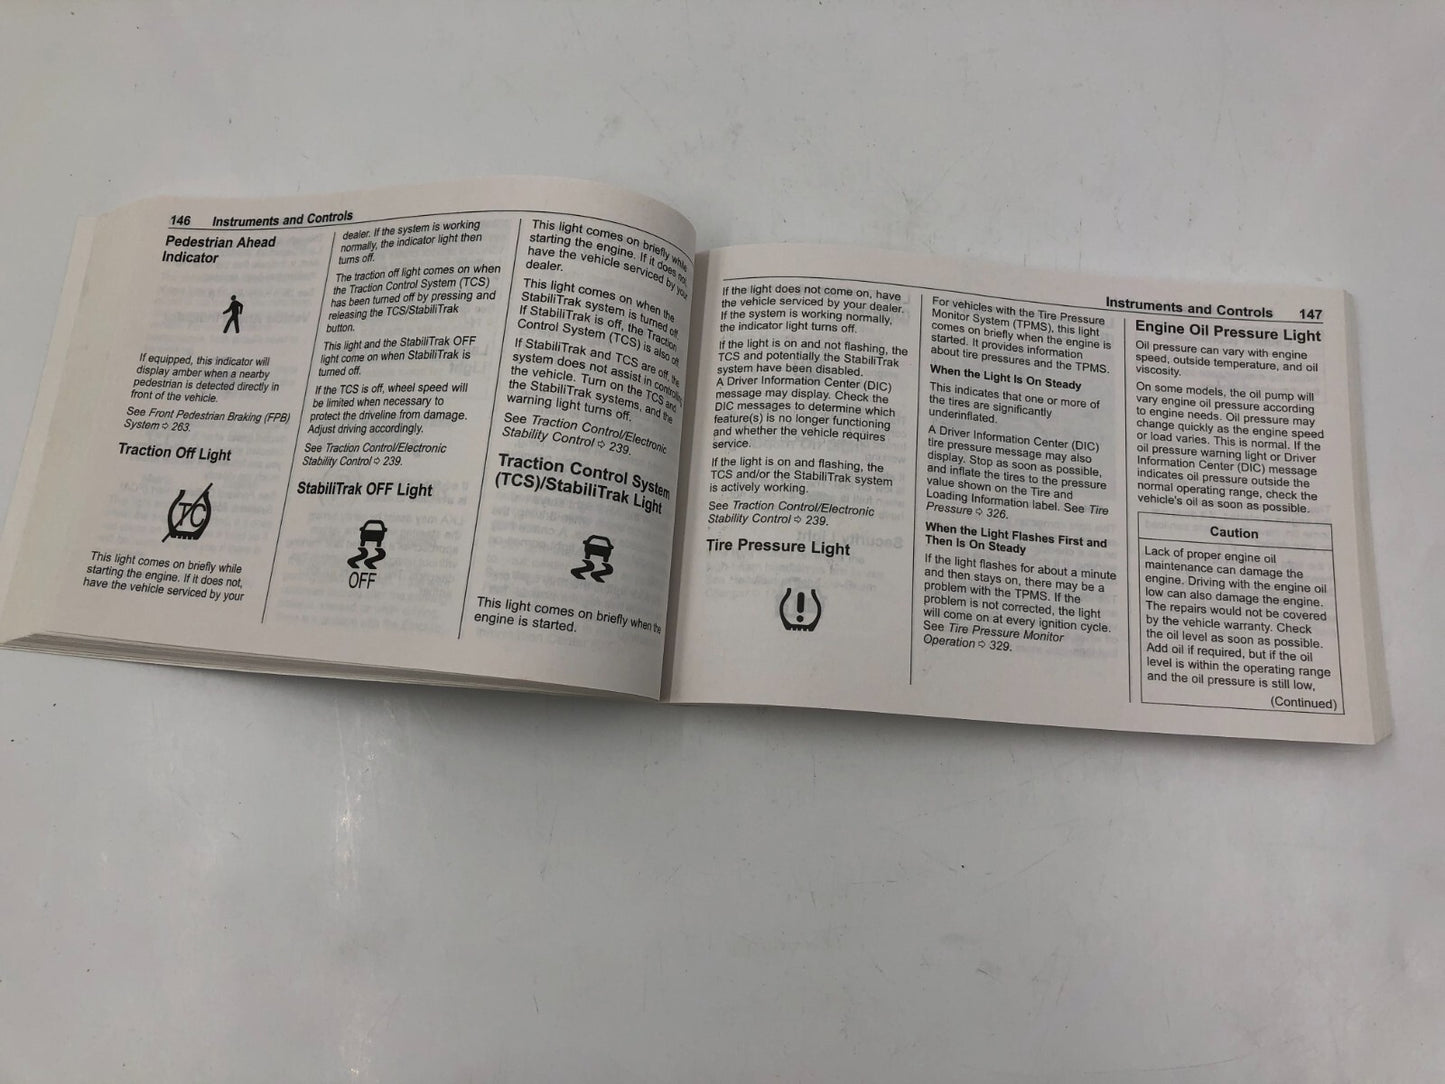 146 Instruments and Controls
Pedestrian Ahead
Indicator
If equipped, this indicator will
display amber when a nearby
pedestrian is detected directly in
front of the vehicle.
See Front Pedestrian Braking (FPB)
System ➪ 263.
Traction Off Light
TC
This light comes on briefly while
starting the engine. If it does not,
have the vehicle serviced by your
dealer. If the system is working
normally, the indicator light then
turns off.
The traction off light comes on when
the Traction Control System (TCS)
has been turned off by pressing and
releasing the TCS/StabiliTrak
button.
This light and the StabiliTrak OFF
light come on when StabiliTrak is
turned off.
If the TCS is off, wheel speed will
be limited when necessary to
protect the driveline from damage.
Adjust driving accordingly.
See Traction Control/Electronic
Stability Control ➪ 239.
StabiliTrak OFF Light
OFF
This light comes on briefly while
starting the engine. If it does not,
have the vehicle serviced by your
dealer.
This light comes on when the
StabiliTrak system is turned off.
If StabiliTrak is off, the Traction
Control System (TCS) is also off.
If StabiliTrak and TCS are off, the
system does not assist in controlling
the vehicle. Turn on the TCS and
the StabiliTrak systems, and the
warning light turns off.
See Traction Control/Electronic
Stability Control ➪ 239.
Traction Control System
(TCS)/StabiliTrak Light
This light comes on briefly when the
engine is started.
Instruments and Controls 147
If the light does not come on, have
the vehicle serviced by your dealer.
If the system is working normally,
the indicator light turns off.
If the light is on and not flashing, the
TCS and potentially the StabiliTrak
system have been disabled.
A Driver Information Center (DIC)
message may display. Check the
DIC messages to determine which
feature(s) is no longer functioning
and whether the vehicle requires
service.
If the light is on and flashing, the
TCS and/or the StabiliTrak system
is actively working.
See Traction Control/Electronic
Stability Control ➪ 239.
Tire Pressure Light
For vehicles with the Tire Pressure
Monitor System (TPMS), this light
comes on briefly when the engine is
started. It provides information
about tire pressures and the TPMS.
When the Light Is On Steady
This indicates that one or more of
the tires are significantly
underinflated.
A Driver Information Center (DIC)
tire pressure message may also
display. Stop as soon as possible,
and inflate the tires to the pressure
value shown on the Tire and
Loading Information label. See Tire
Pressure ➪ 326.
When the Light Flashes First and
Then Is On Steady
If the light flashes for about a minute
and then stays on, there may be a
problem with the TPMS. If the
problem is not corrected, the light
will come on at every ignition cycle.
See Tire Pressure Monitor
Operation ➪ 329.
Engine Oil Pressure Light
Oil pressure can vary with engine
speed, outside temperature, and oil
viscosity.
On some models, the oil pump will
vary engine oil pressure according
to engine needs. Oil pressure may
change quickly as the engine speed
or load varies. This is normal. If the
oil pressure warning light or Driver
Information Center (DIC) message
indicates oil pressure outside the
normal operating range, check the
vehicle's oil as soon as possible.
Caution
Lack of proper engine oil
maintenance can damage the
engine. Driving with the engine oil
low can also damage the engine.
The repairs would not be covered
by the vehicle warranty. Check
the oil level as soon as possible.
Add oil if required, but if the oil
level is within the operating range
and the oil pressure is still low,
(Continued)